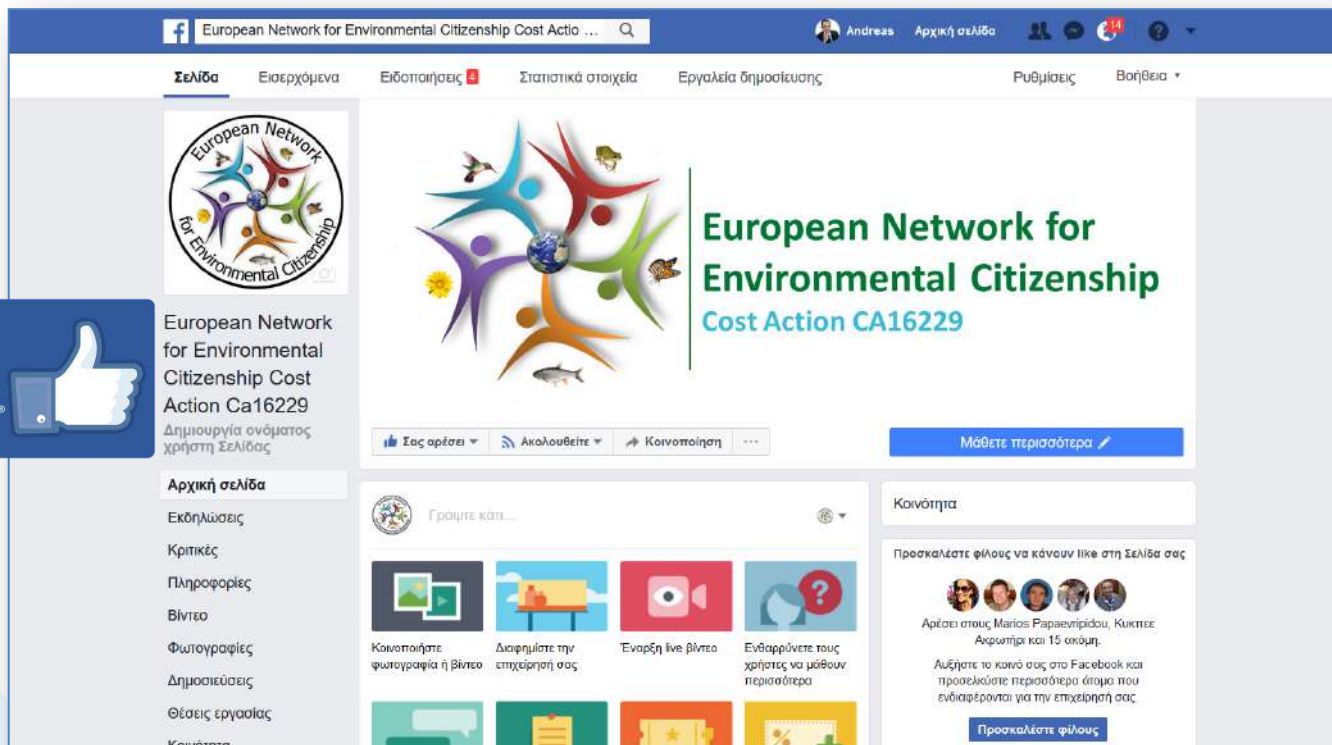 European Network for Environmental Citizenship Cost Actio ...
Andreas Αρχική σελίδα 14
Σελίδα Εισερχόμενα Ειδοποιήσεις 4 Στατιστικά στοιχεία Εργαλεία δημοσίευσης Ρυθμίσεις Βοήθεια
European Network
for Environmental Citizenship
European Network for
Environmental Citizenship
Cost Action CA16229
European Network
for Environmental
Citizenship Cost
Action Ca16229
Δημιουργία ονόματος
χρήστη Σελίδας
Σας αρέσει Ακολουθείτε Κοινοποίηση ...
Μάθετε περισσότερα
Αρχική σελίδα
Εκδηλώσεις
Κριτικές
Πληροφορίες
Βίντεο
Φωτογραφίες
Δημοσιεύσεις
Θέσεις εργασίας
Κοινότητα
Γράψτε κάτι...
Κοινοποιήστε
φωτογραφία ή βίντεο
Διαφημίστε την
επιχείρησή σας
Έναρξη live βίντεο
Ενθαρρύνετε τους
χρήστες να μάθουν
περισσότερα
Κοινότητα
Προσκαλέστε φίλους να κάνουν like στη Σελίδα σας
Αρέσει στους Marios Papaevripidou, Κυκπεε
Ακρωτήρι και 15 ακόμη.
Αυξήστε το κοινό σας στο Facebook και
προσελκύστε περισσότερα άτομα που
ενδιαφέρονται για την επιχείρησή σας.
Προσκαλέστε φίλους